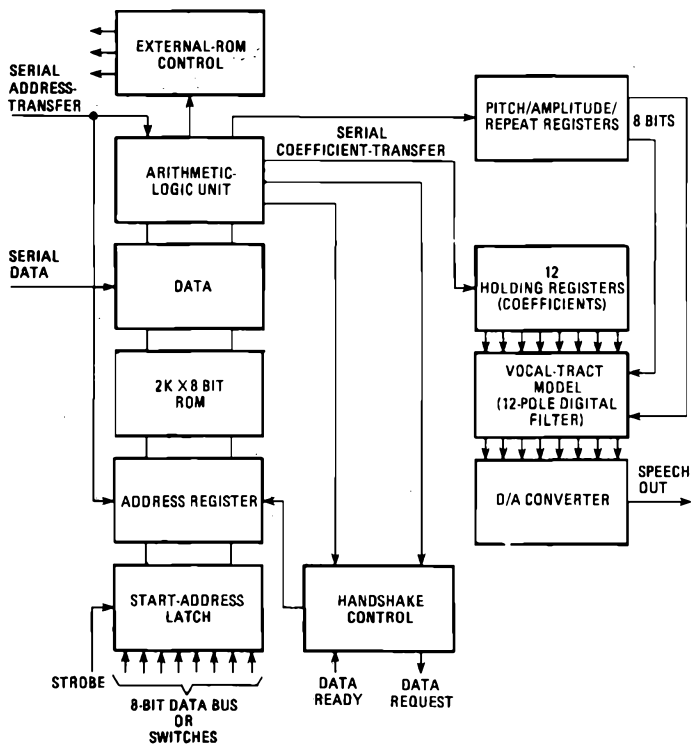 EXTERNAL-ROM
CONTROL
SERIAL
ADDRESS-
TRANSFER
ARITHMETIC-
LOGIC UNIT
SERIAL
COEFFICIENT-TRANSFER
PITCH/AMPLITUDE/
REPEAT REGISTERS
8 BITS
SERIAL
DATA
DATA
12
HOLDING REGISTERS
(COEFFICIENTS)
2K X 8 BIT
ROM
VOCAL-TRACT
MODEL
(12-POLE DIGITAL
FILTER)
ADDRESS REGISTER
D/A CONVERTER
SPEECH
OUT
START-ADDRESS
LATCH
HANDSHAKE
CONTROL
STROBE
DATA
READY
DATA
REQUEST
8-BIT DATA BUS
OR
SWITCHES